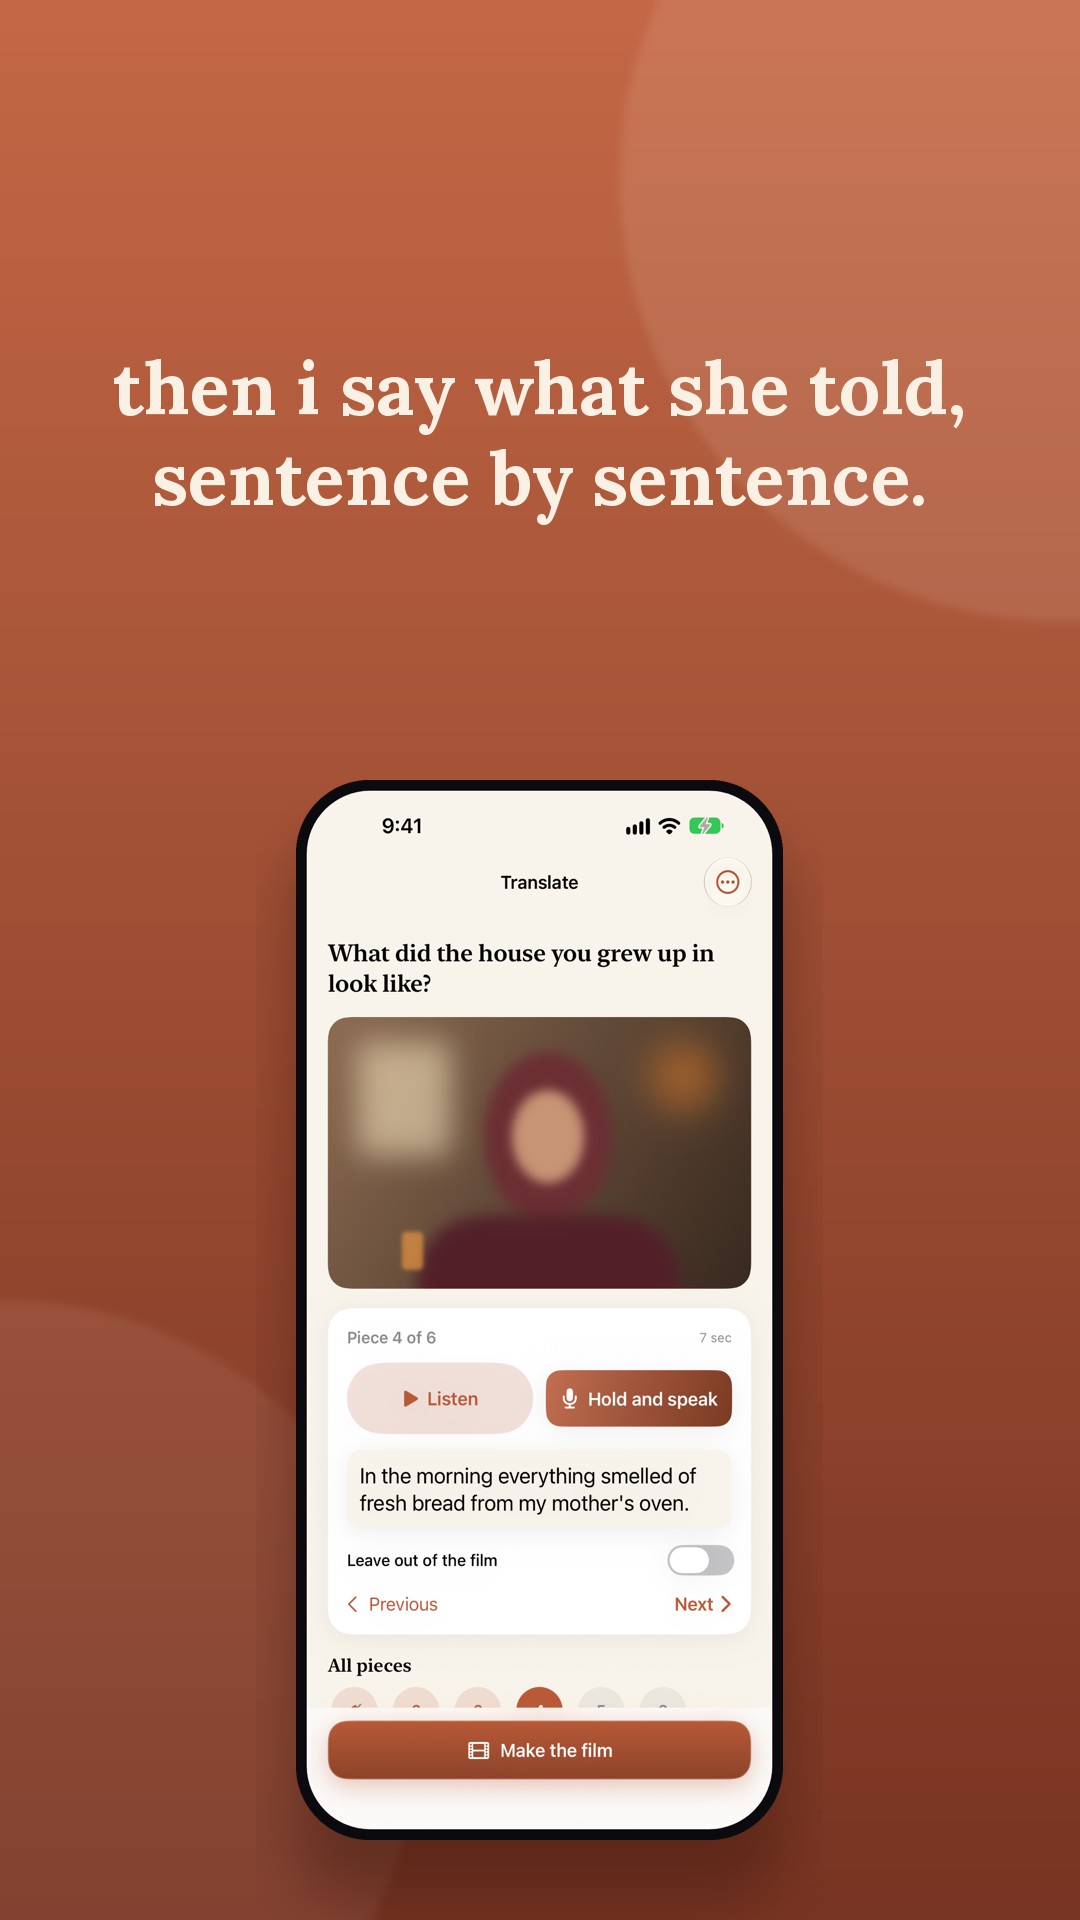 then i say what she told,
sentence by sentence.
9:41
Translate
What did the house you grew up in
look like?
Piece 4 of 6
7 sec
Listen
Hold and speak
In the morning everything smelled of
fresh bread from my mother's oven.
Leave out of the film
Previous
Next
All pieces
Make the film